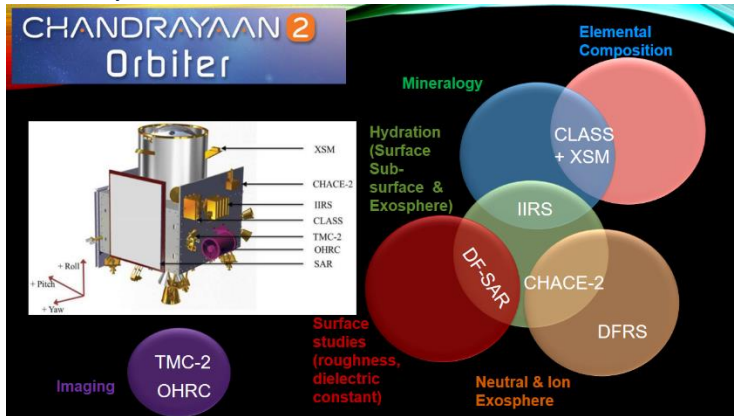 CHANDRAYAAN 2
Orbiter
Elemental
Composition
Mineralogy
Hydration
(Surface
Sub-
surface &
Exosphere)
CLASS
+ XSM
IIRS
DF-SAR
CHACE-2
DFRS
XSM
CHACE-2
IIRS
CLASS
TMC-2
OHRC
SAR
+ Roll
+ Pitch
+ Yaw
Surface
studies
(roughness,
dielectric
constant)
Imaging
TMC-2
OHRC
Neutral & Ion
Exosphere